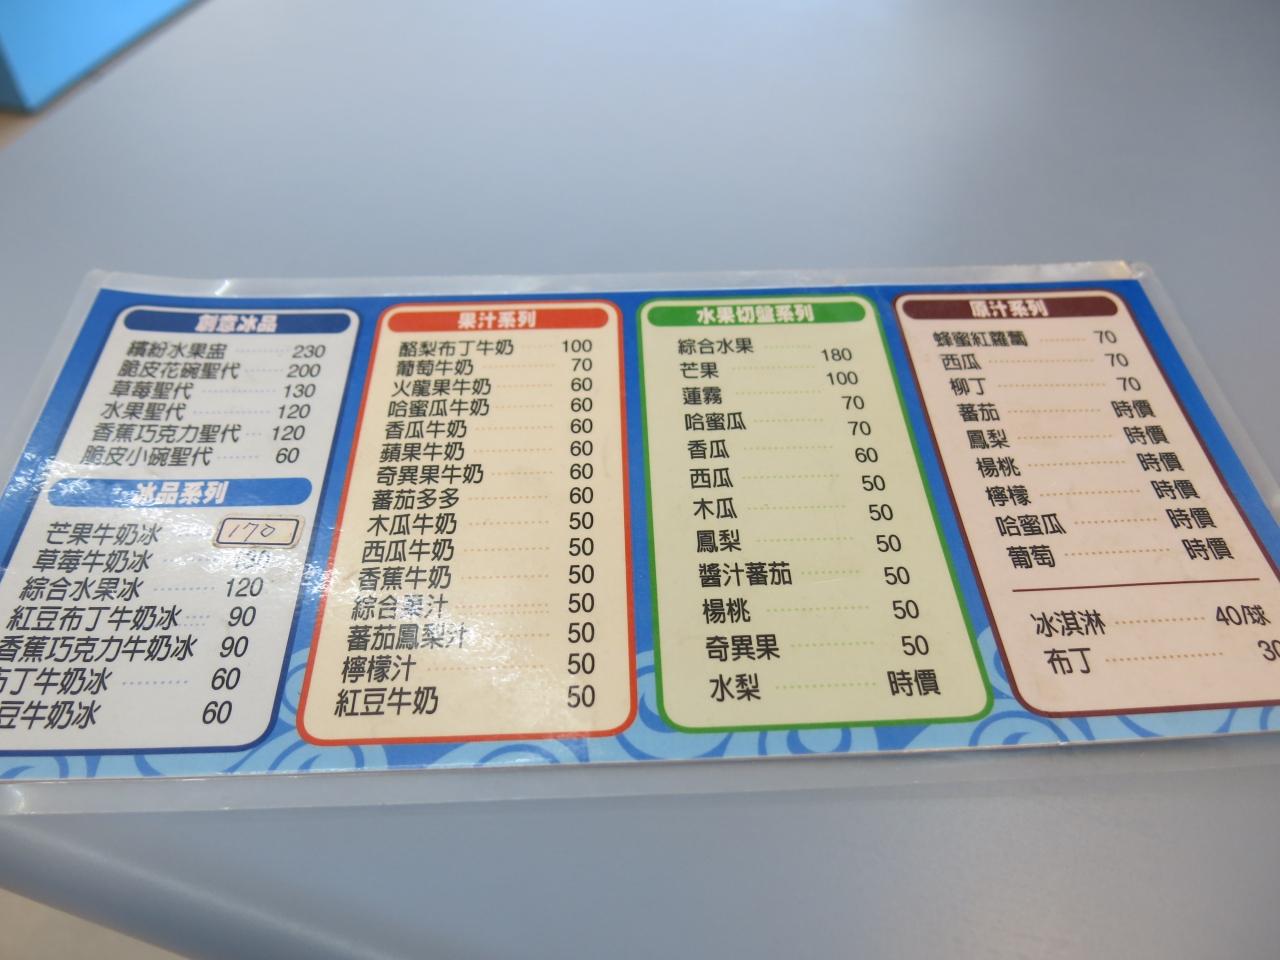 創意冰品
繽紛水果盅 230
脆皮花碗聖代 200
草莓聖代 130
水果聖代 120
香蕉巧克力聖代 120
脆皮小碗聖代 60
冰品系列
芒果牛奶冰 170
草莓牛奶冰
綜合水果冰 120
紅豆布丁牛奶冰 90
香蕉巧克力牛奶冰 90
布丁牛奶冰 60
豆牛奶冰 60
果汁系列
酪梨布丁牛奶 100
葡萄牛奶 70
火龍果牛奶 60
哈蜜瓜牛奶 60
香瓜牛奶 60
蘋果牛奶 60
奇異果牛奶 60
蕃茄多多 60
木瓜牛奶 50
西瓜牛奶 50
香蕉牛奶 50
綜合果汁 50
蕃茄鳳梨汁 50
檸檬汁 50
紅豆牛奶 50
水果切盤系列
綜合水果 180
芒果 100
蓮霧 70
哈蜜瓜 70
香瓜 60
西瓜 50
木瓜 50
鳳梨 50
醬汁蕃茄 50
楊桃 50
奇異果 50
水梨 時價
原汁系列
蜂蜜紅蘿蔔 70
西瓜 70
柳丁 70
蕃茄 時價
鳳梨 時價
楊桃 時價
檸檬 時價
哈蜜瓜 時價
葡萄 時價
冰淇淋 40/球
布丁 30